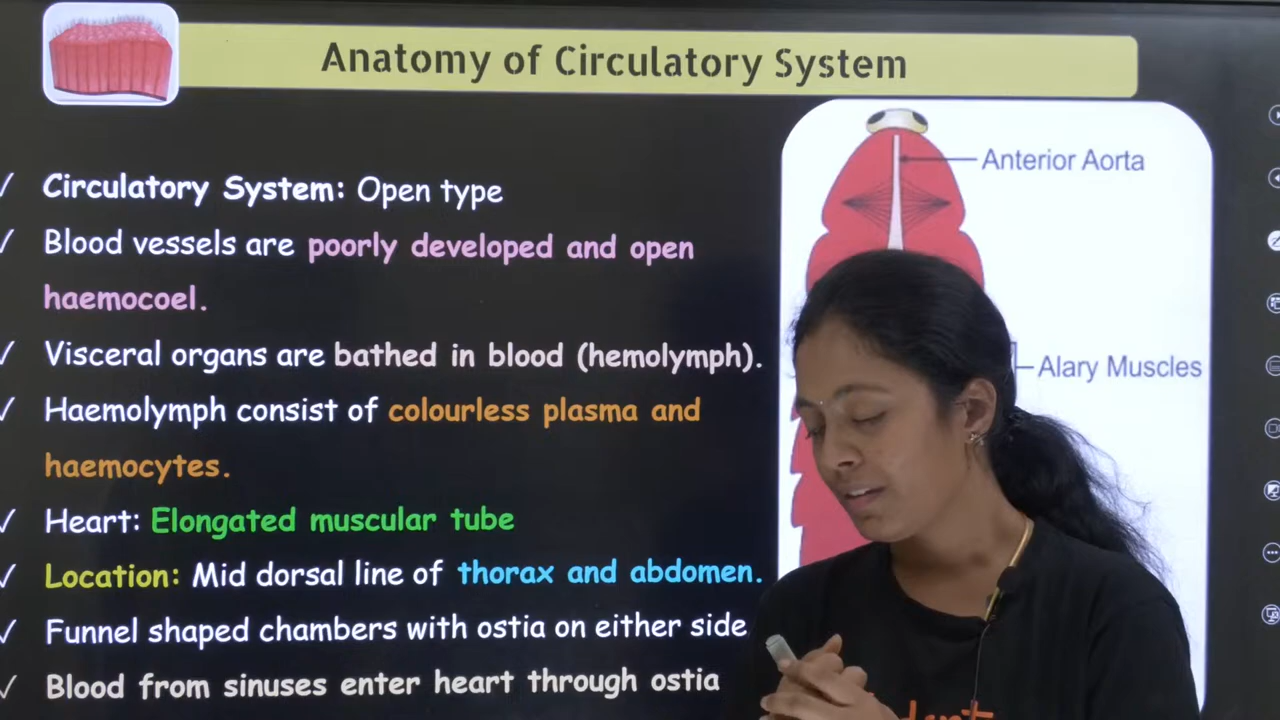 Anatomy of Circulatory System
✓ Circulatory System: Open type
✓ Blood vessels are poorly developed and open
haemocoel.
✓ Visceral organs are bathed in blood (hemolymph).
✓ Haemolymph consist of colourless plasma and
haemocytes.
✓ Heart: Elongated muscular tube
✓ Location: Mid dorsal line of thorax and abdomen.
✓ Funnel shaped chambers with ostia on either side
✓ Blood from sinuses enter heart through ostia
Anterior Aorta
Alary Muscles